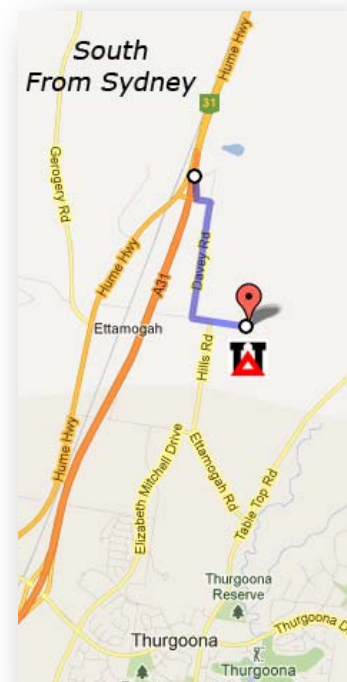 South
From Sydney
Hume Hwy
31
Gerogery Rd
Hume Hwy
A31
Davey Rd
Ettamogah
Hills Rd
Hume Hwy
Elizabeth Mitchell Drive
Ettamogah Rd
Table Top Rd
Thurgoona
Reserve
Thurgoona
Thurgoona D
Thurgoona